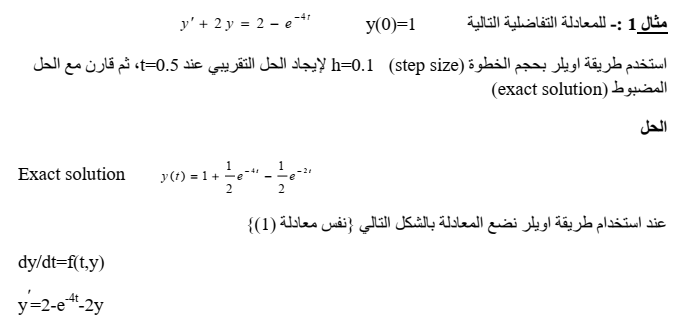 مثال 1 :- للمعادلة التفاضلية التالية y(0)=1 y′ + 2 y = 2 − e^{−4t}
استخدم طريقة اويلر بحجم الخطوة (step size) h=0.1 لإيجاد الحل التقريبي عند t=0.5، ثم قارن مع الحل
المضبوط (exact solution)
الحل
Exact solution y(t) = 1 + \frac{1}{2}e^{−4t} − \frac{1}{2}e^{−2t}
عند استخدام طريقة اويلر نضع المعادلة بالشكل التالي {نفس معادلة (1)}
dy/dt=f(t,y)
y′=2-e^{-4t}-2y